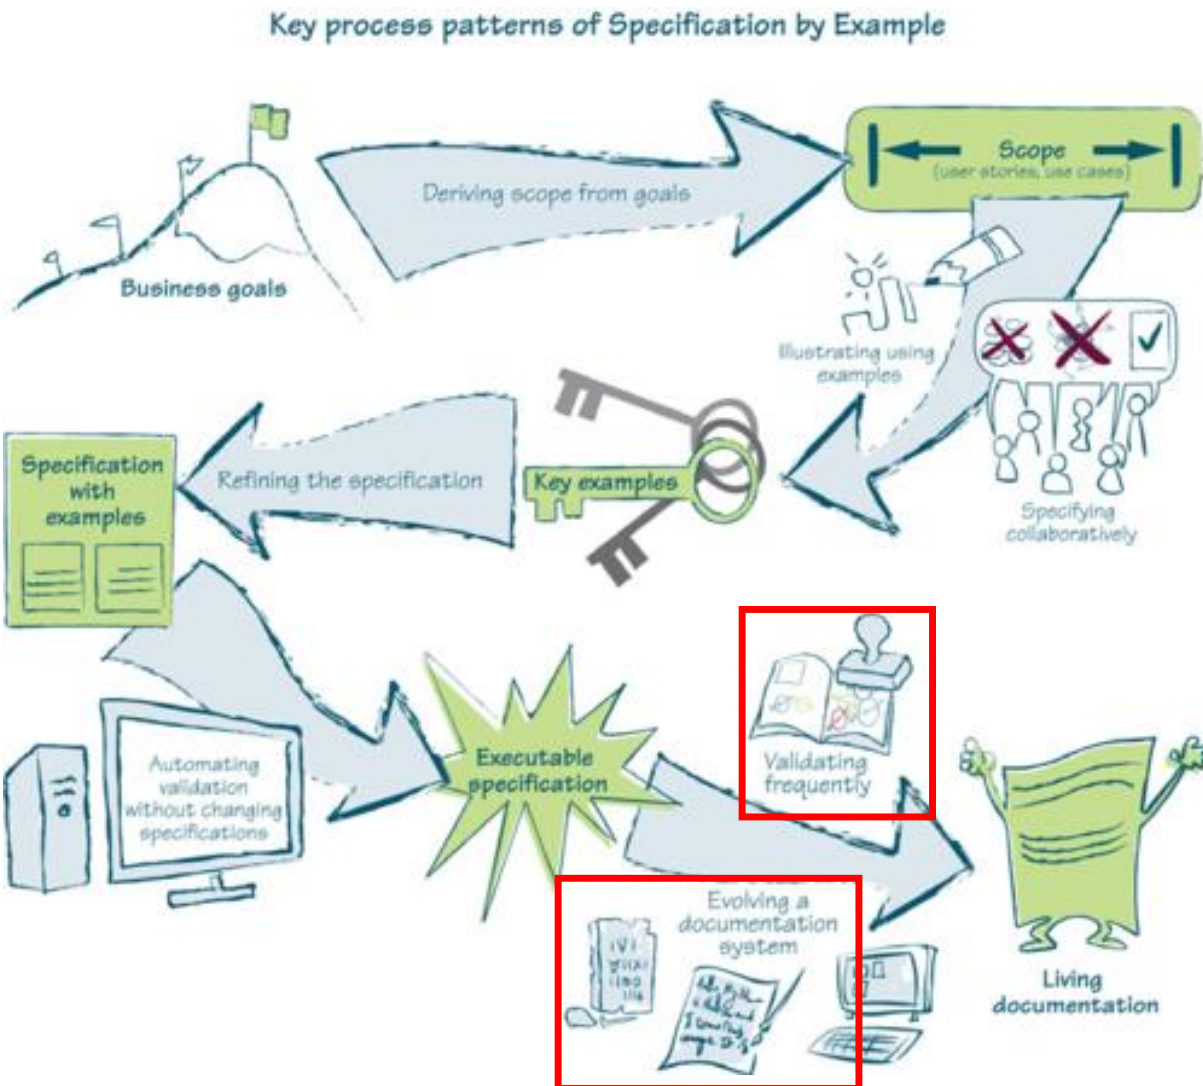 Key process patterns of Specification by Example
Deriving scope from goals
Scope
(user stories, use cases)
Business goals
Illustrating using
examples
Specifying
collaboratively
Key examples
Refining the specification
Specification
with
examples
Automating
validation
without changing
specifications
Executable
specification
Validating
frequently
Evolving a
documentation
system
Living
documentation